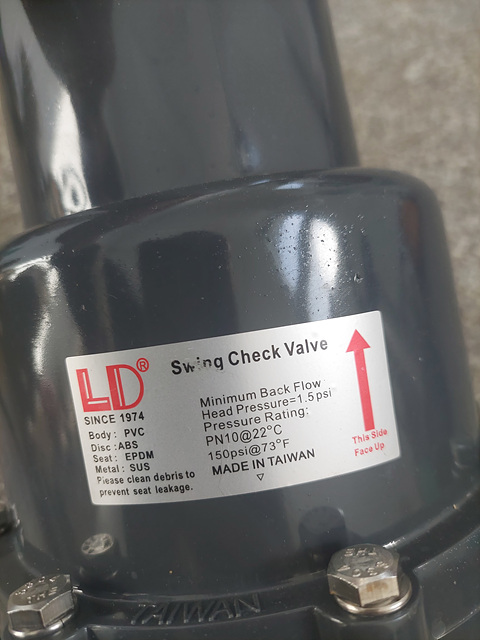 LD®
SINCE 1974
Swing Check Valve
Body: PVC
Disc: ABS
Seat: EPDM
Metal: SUS
Please clean debris to
prevent seat leakage.
Minimum Back Flow
Head Pressure=1.5psi
Pressure Rating:
PN10@22°C
150psi@73°F
MADE IN TAIWAN
This Side
Face Up
TAIWAN